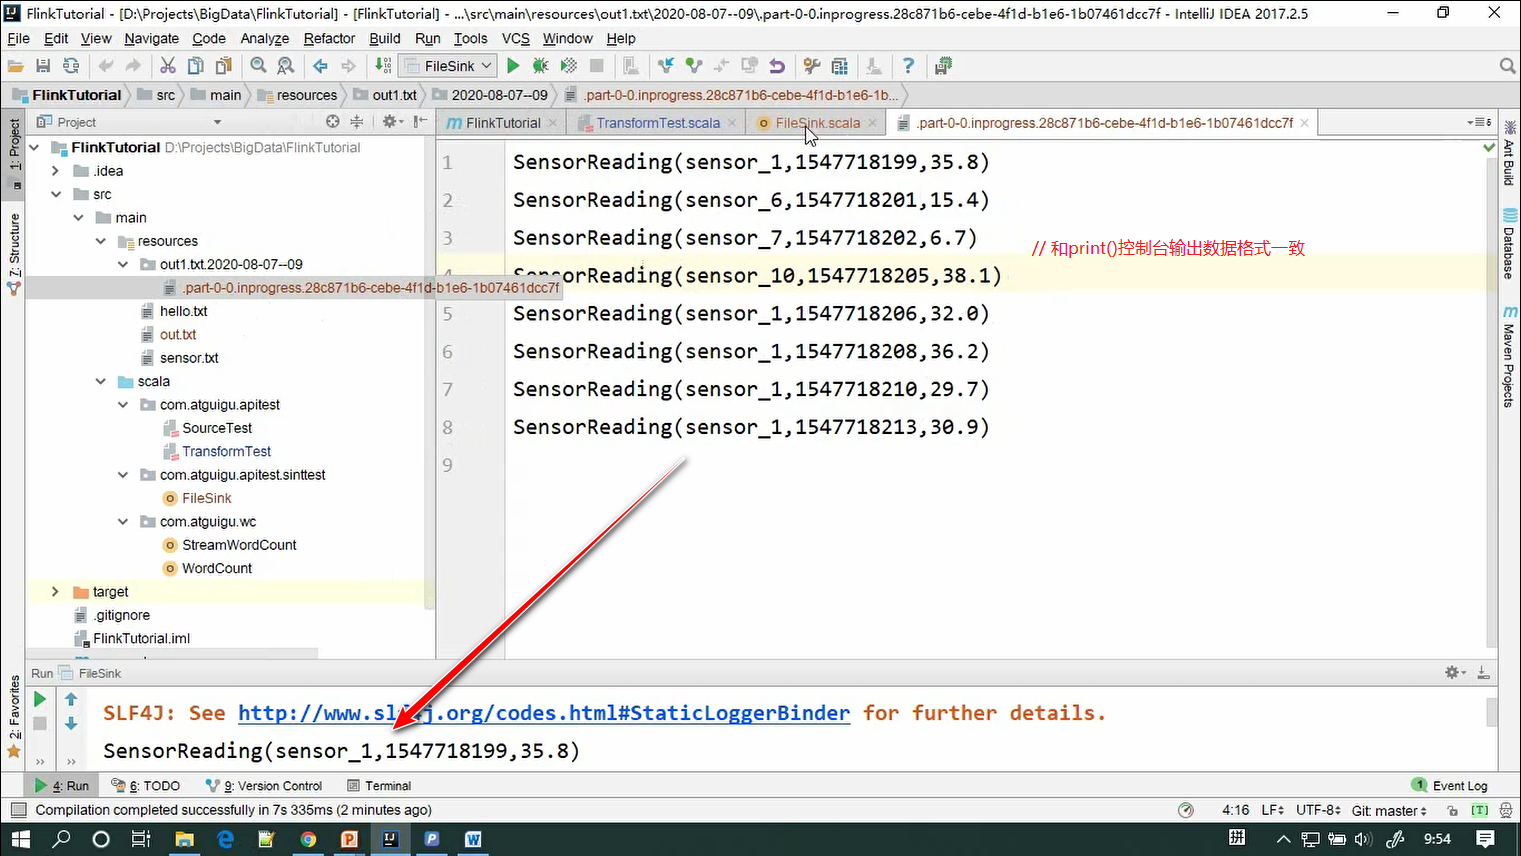 FlinkTutorial - [D:\Projects\BigData\FlinkTutorial] - [FlinkTutorial] - ...\src\main\resources\out1.txt\2020-08-07--09\.part-0-0.inprogress.28c871b6-cebe-4f1d-b1e6-1b07461dcc7f - IntelliJ IDEA 2017.2.5
File Edit View Navigate Code Analyze Refactor Build Run Tools VCS Window Help
FileSink
FlinkTutorial src main resources out1.txt 2020-08-07--09 .part-0-0.inprogress.28c871b6-cebe-4f1d-b1e6-1b...
Project
FlinkTutorial TransformTest.scala FileSink.scala .part-0-0.inprogress.28c871b6-cebe-4f1d-b1e6-1b07461dcc7f
1: Project
7: Structure
2: Favorites
FlinkTutorial D:\Projects\BigData\FlinkTutorial
.idea
src
main
resources
out1.txt.2020-08-07--09
.part-0-0.inprogress.28c871b6-cebe-4f1d-b1e6-1b07461dcc7f
hello.txt
out.txt
sensor.txt
scala
com.atguigu.apitest
SourceTest
TransformTest
com.atguigu.apitest.sinttest
FileSink
com.atguigu.wc
StreamWordCount
WordCount
target
.gitignore
FlinkTutorial.iml
1 SensorReading(sensor_1,1547718199,35.8)
2 SensorReading(sensor_6,1547718201,15.4)
3 SensorReading(sensor_7,1547718202,6.7)
// 和print()控制台输出数据格式一致
4 SensorReading(sensor_10,1547718205,38.1)
5 SensorReading(sensor_1,1547718206,32.0)
6 SensorReading(sensor_1,1547718208,36.2)
7 SensorReading(sensor_1,1547718210,29.7)
8 SensorReading(sensor_1,1547718213,30.9)
9
Ant Build
Database
Maven Projects
Run FileSink
SLF4J: See http://www.slf4j.org/codes.html#StaticLoggerBinder for further details.
SensorReading(sensor_1,1547718199,35.8)
4: Run 6: TODO 9: Version Control Terminal 1 Event Log
Compilation completed successfully in 7s 335ms (2 minutes ago) 4:16 LF UTF-8 Git: master [T]
拼 9:54